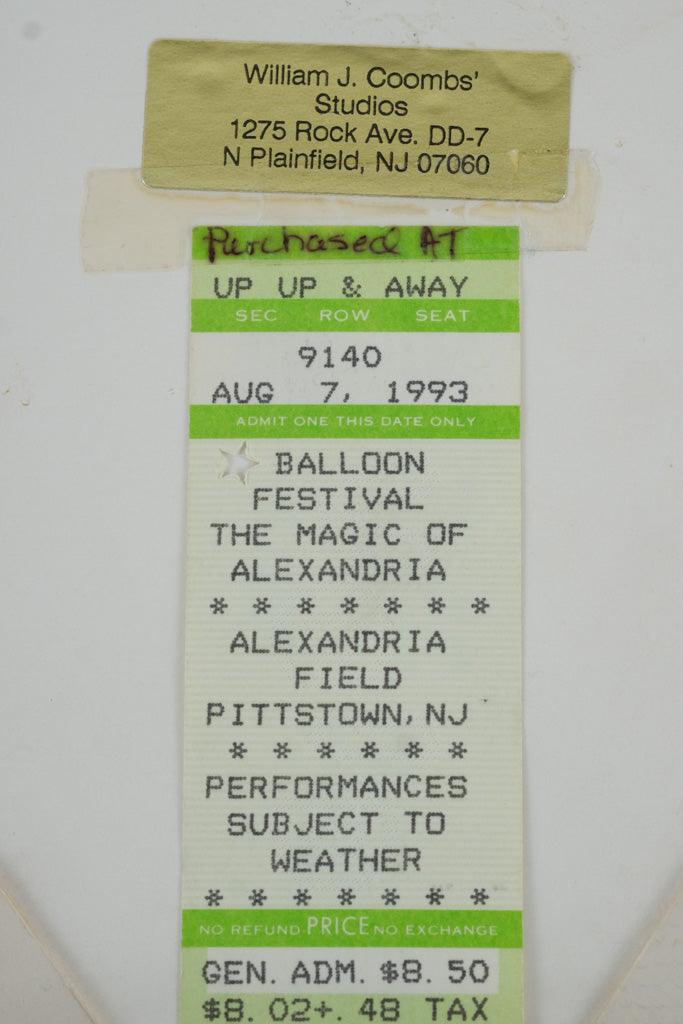 William J. Coombs'
Studios
1275 Rock Ave. DD-7
N Plainfield, NJ 07060
Purchased AT
UP UP & AWAY
SEC ROW SEAT
9140
AUG 7, 1993
ADMIT ONE THIS DATE ONLY
BALLOON
FESTIVAL
THE MAGIC OF
ALEXANDRIA
* * * * * * *
ALEXANDRIA
FIELD
PITTSTOWN, NJ
* * * * * *
PERFORMANCES
SUBJECT TO
WEATHER
* * * * * * *
NO REFUND PRICE NO EXCHANGE
GEN. ADM. $8.50
$8.02+.48 TAX